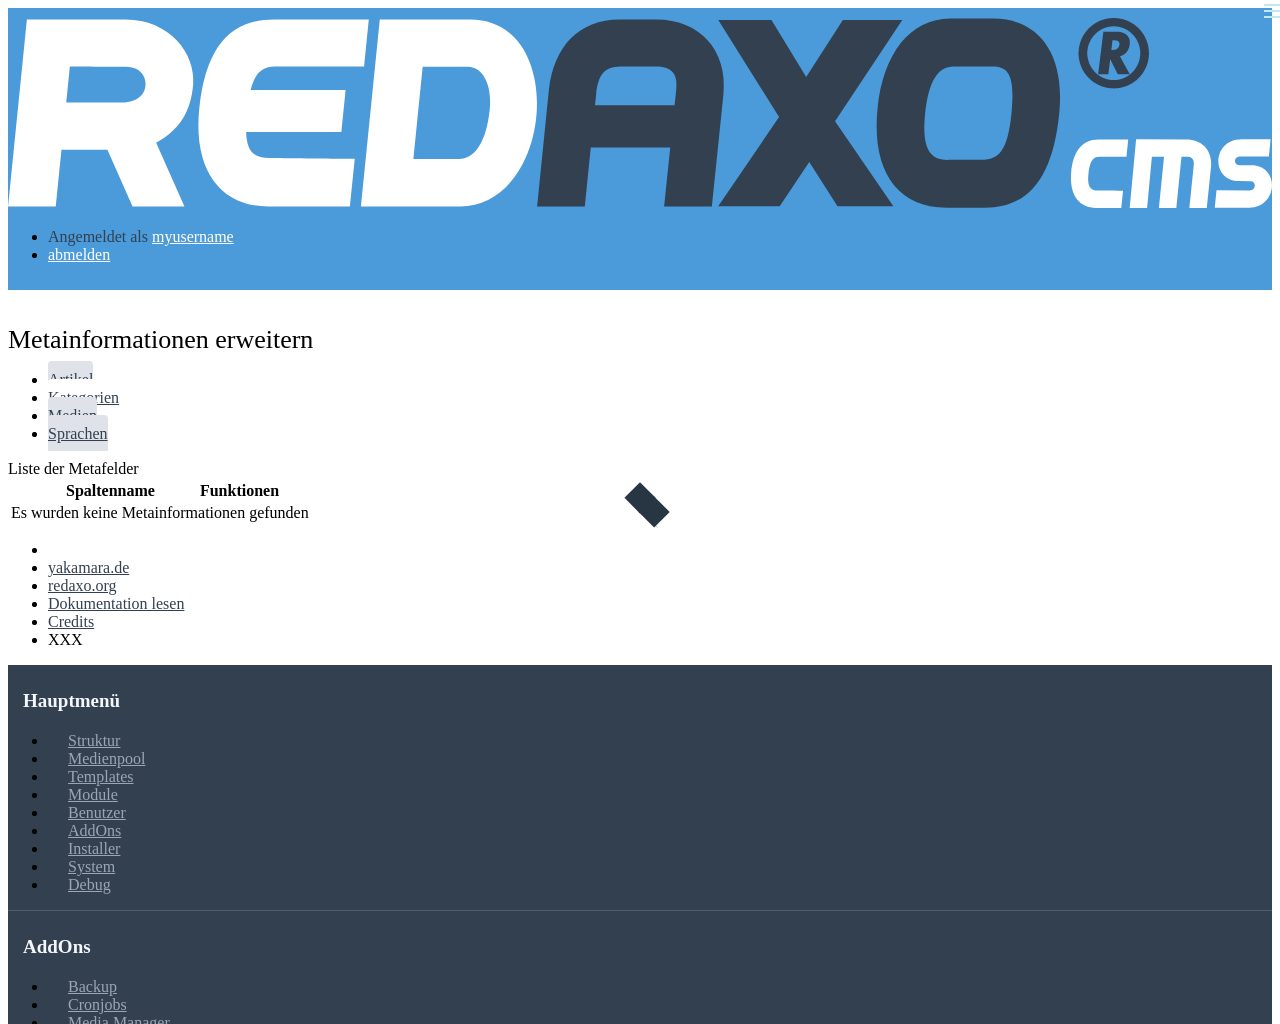 REDAXO®
cms
Angemeldet als myusername
abmelden
Metainformationen erweitern
Artikel
Kategorien
Medien
Sprachen
Liste der Metafelder
Spaltenname Funktionen
Es wurden keine Metainformationen gefunden
yakamara.de
redaxo.org
Dokumentation lesen
Credits
XXX
Hauptmenü
Struktur
Medienpool
Templates
Module
Benutzer
AddOns
Installer
System
Debug
AddOns
Backup
Cronjobs
Media Manager